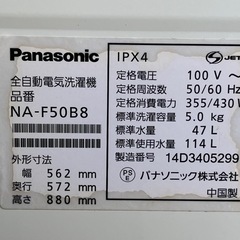 Panasonic
全自動電気洗濯機
品番
NA-F50B8
外形寸法
幅 562 mm
奥行 572 mm
高さ 880 mm
IPX4
JET
定格電圧 100 V~
定格周波数 50/60 Hz
定格消費電力 355/430
標準洗濯容量 5.0 kg
標準水量 47 L
標準使用水量 114 L
製造番号 14D3405299
PS E パナソニック株式会
中国製